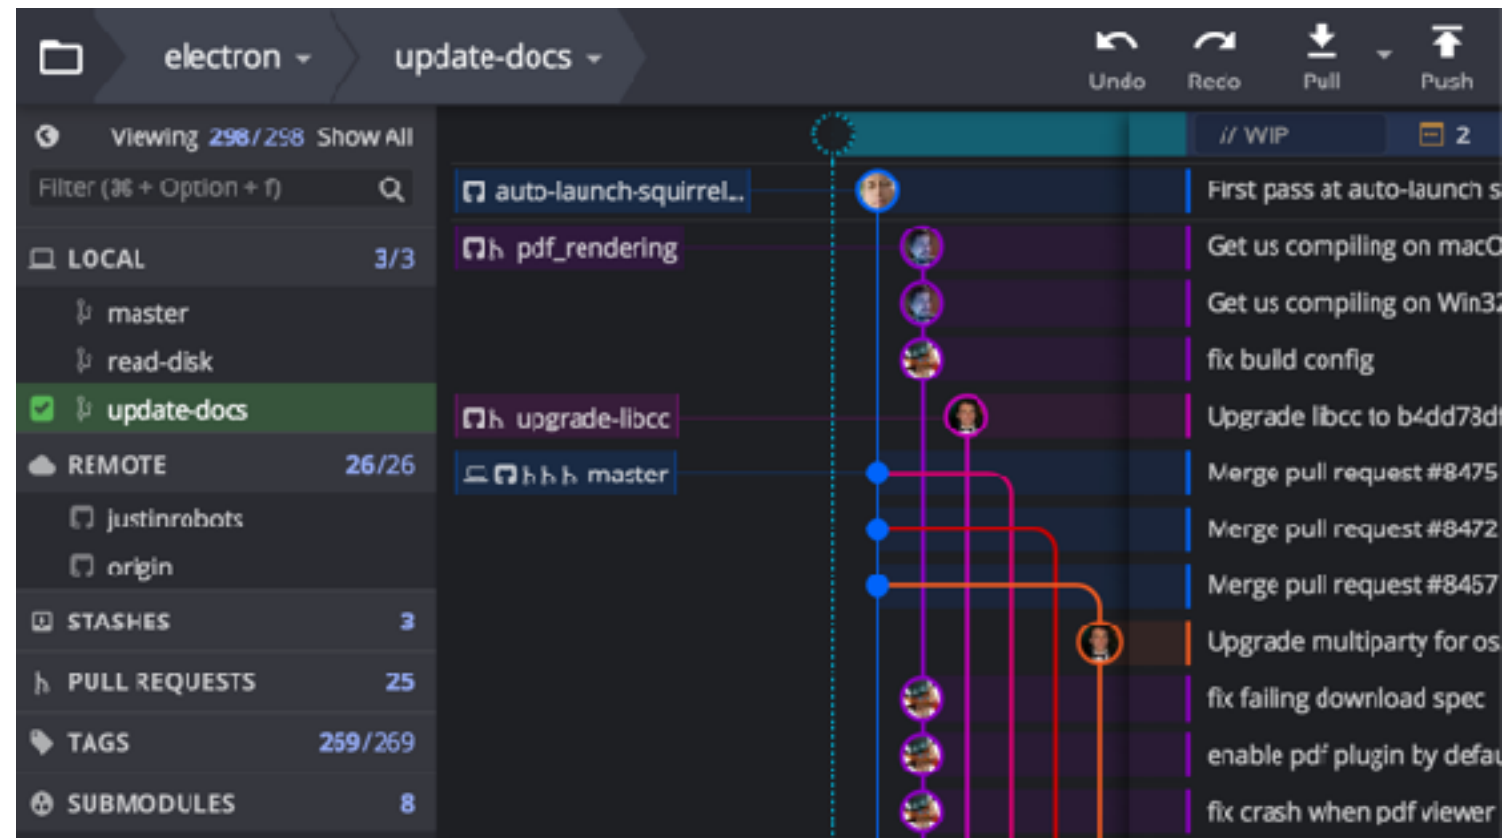 electron update-docs
Undo Redo Pull Push
Viewing 298/298 Show All
// WIP 2
Filter (⌘ + Option + f)
auto-launch-squirrel...
First pass at auto-launch s
LOCAL 3/3
pdf_rendering
Get us compiling on macO
master
Get us compiling on Win32
read-disk
fix build config
update-docs
upgrade-libcc
Upgrade libcc to b4dd73df
REMOTE 26/26
master
Merge pull request #8475
justinrobots
Merge pull request #8472
origin
Merge pull request #8457
STASHES 3
Upgrade multiparty for os
PULL REQUESTS 25
fix failing download spec
TAGS 269/269
enable pdf plugin by defau
SUBMODULES 8
fix crash when pdf viewer